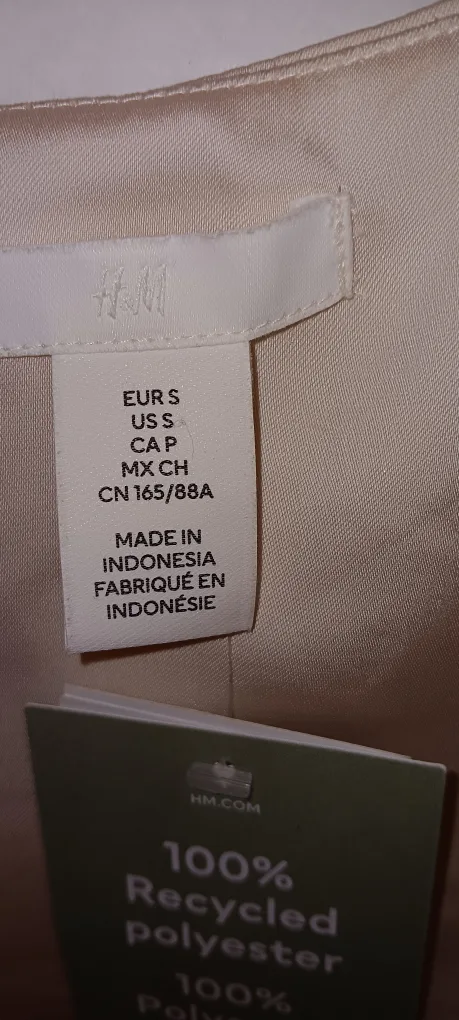 H&M
EUR S
US S
CA P
MX CH
CN 165/88A
MADE IN
INDONESIA
FABRIQUÉ EN
INDONÉSIE
HM.COM
100%
Recycled
polyester
100%